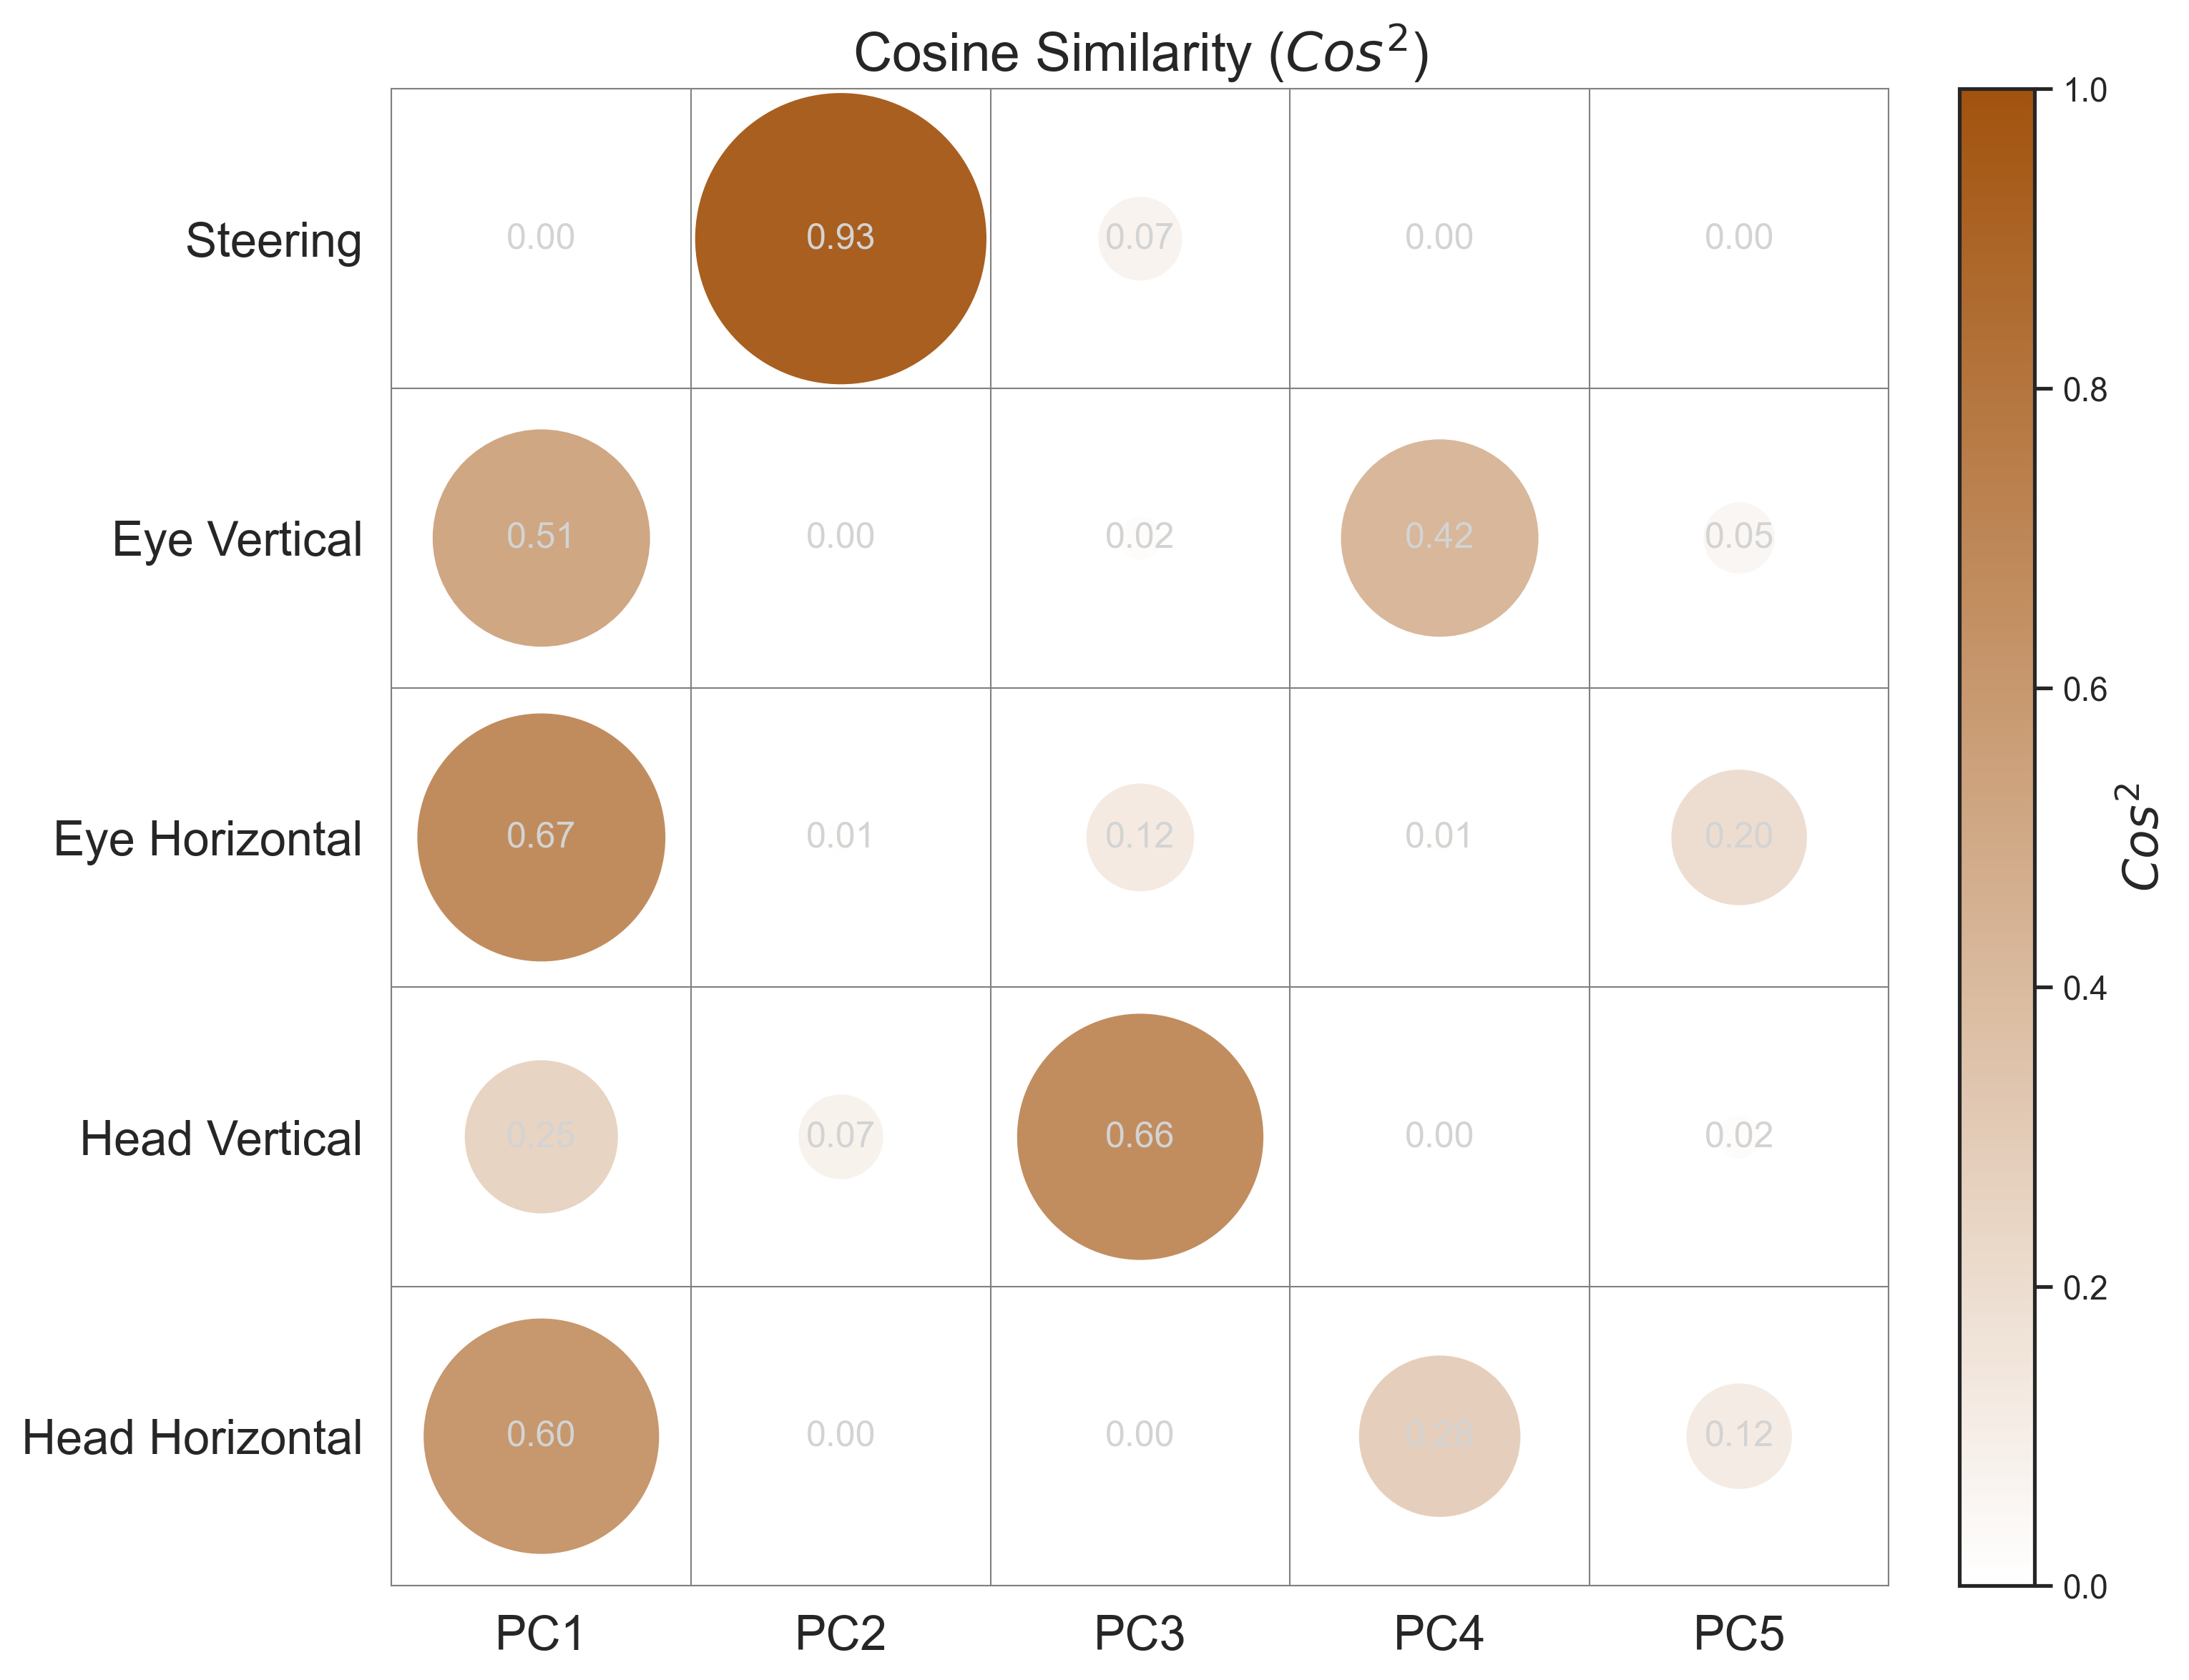 Cosine Similarity (Cos²)
Steering
0.00 0.93 0.07 0.00 0.00
Eye Vertical
0.51 0.00 0.02 0.42 0.05
Eye Horizontal
0.67 0.01 0.12 0.01 0.20
Head Vertical
0.25 0.07 0.66 0.00 0.02
Head Horizontal
0.60 0.00 0.00 0.28 0.12
PC1 PC2 PC3 PC4 PC5
1.0
0.8
0.6
0.4
0.2
0.0
Cos²